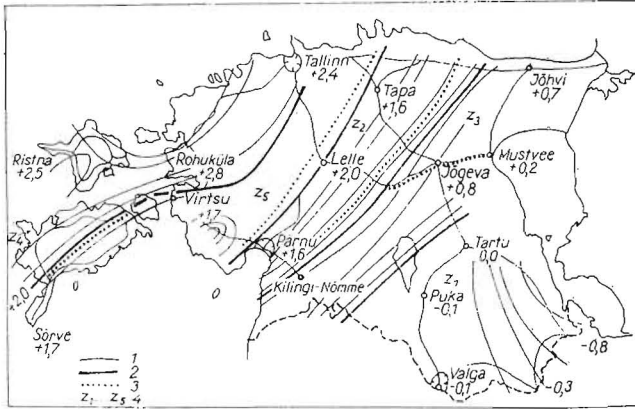 Tallinn
+2,4
Jõhvi
+0,7
Tapa
+1,6
z₂
z₃
Ristna
+2,5
Rohuküla
+2,8
Lelle
+2,0
Mustvee
+0,2
Jõgeva
+0,8
Virtsu
+1,7
z₅
z₄
+2,0
Pärnu
+1,6
Tartu
0,0
Kilingi-Nõmme
z₁
Puka
-0,1
Sõrve
+1,7
-0,8
Valga
-0,1
-0,3
1
2
3
z₁ z₅ 4